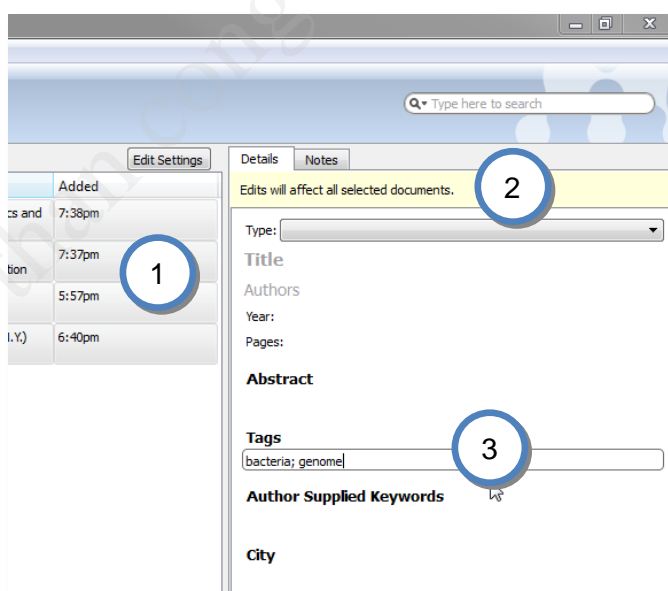 Type here to search
Edit Settings
Details Notes
Added
Edits will affect all selected documents.
2
cs and 7:38pm
Type:
7:37pm
tion
1
Title
Authors
5:57pm
Year:
I.Y.) 6:40pm
Pages:
Abstract
Tags
3
bacteria; genome
Author Supplied Keywords
City